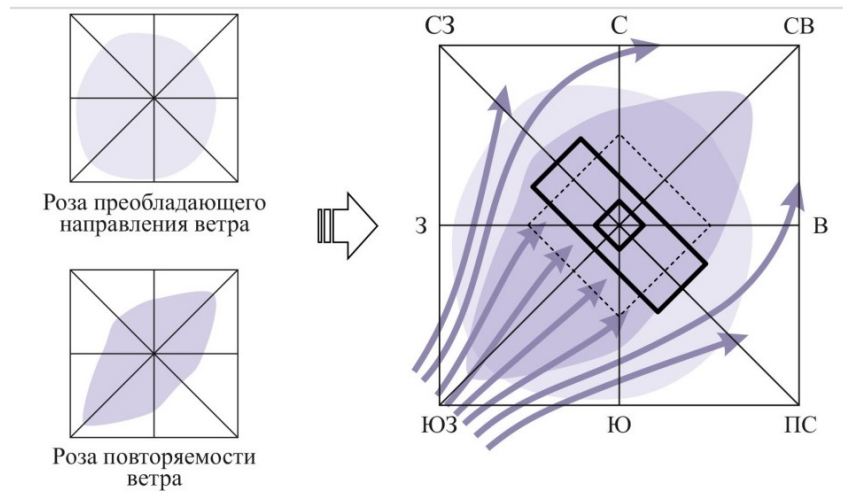 Роза преобладающего
направления ветра
Роза повторяемости
ветра
СЗ
С
СВ
З
В
ЮЗ
Ю
ПС